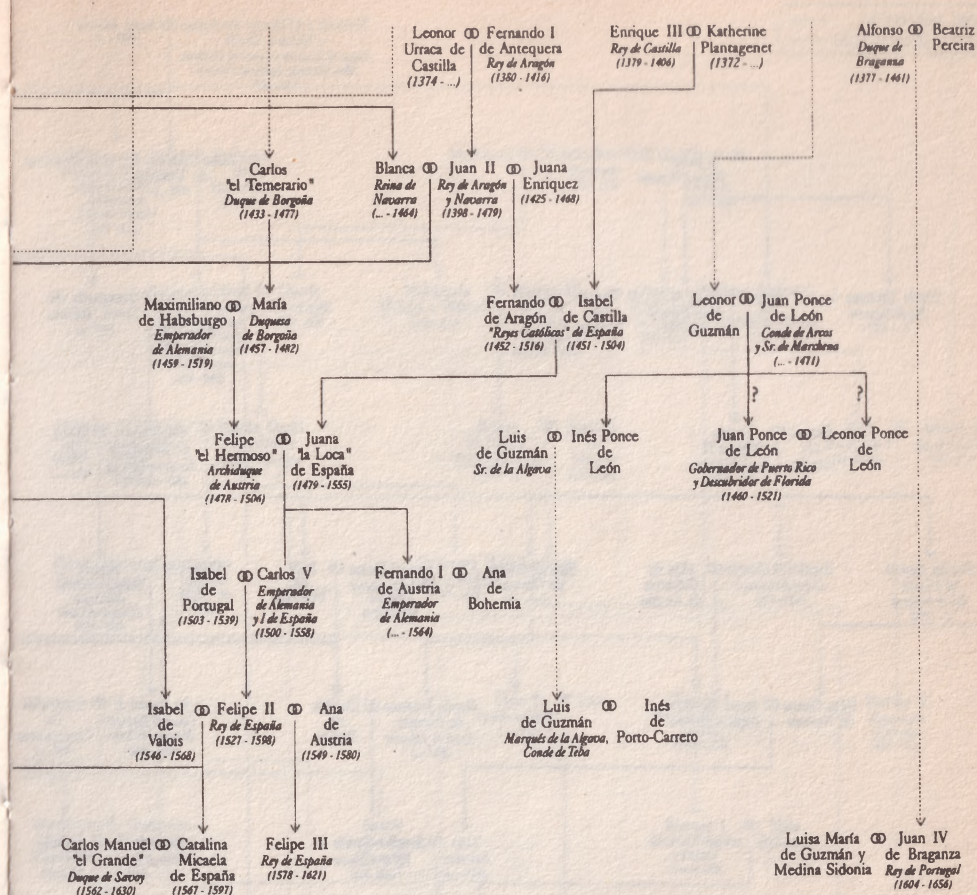 Leonor ⚭ Fernando I
Urraca de de Antequera
Castilla Rey de Aragón
(1374 - ...) (1380 - 1416)
Enrique III ⚭ Katherine
Rey de Castilla Plantagenet
(1379 - 1406) (1372 - ...)
Alfonso ⚭ Beatriz
Duque de Pereira
Braganza
(1377 - 1461)
Carlos
"el Temerario"
Duque de Borgoña
(1433 - 1477)
Blanca ⚭ Juan II ⚭ Juana
Reina de Rey de Aragón Enriquez
Navarra y Navarra (1425 - 1468)
(... - 1464) (1398 - 1479)
Maximiliano ⚭ María
de Habsburgo Duquesa
Emperador de Borgoña
de Alemania (1457 - 1482)
(1459 - 1519)
Fernando ⚭ Isabel
de Aragón de Castilla
"Reyes Católicos" de España
(1452 - 1516) (1451 - 1504)
Leonor ⚭ Juan Ponce
de de León
Guzmán Conde de Arcos
y Sr. de Marchena
(... - 1471)
? ?
Felipe ⚭ Juana
"el Hermoso" "la Loca"
Archiduque de España
de Austria (1479 - 1555)
(1478 - 1506)
Luis ⚭ Inés Ponce
de Guzmán de
Sr. de la Algava León
Juan Ponce ⚭ Leonor Ponce
de León de
Gobernador de Puerto Rico León
y Descubridor de Florida
(1460 - 1521)
Isabel ⚭ Carlos V
de Emperador
Portugal de Alemania
(1503 - 1539) y I de España
(1500 - 1558)
Fernando I ⚭ Ana
de Austria de
Emperador Bohemia
de Alemania
(... - 1564)
Isabel ⚭ Felipe II ⚭ Ana
de Rey de España de
Valois (1527 - 1598) Austria
(1546 - 1568) (1549 - 1580)
Luis ⚭ Inés
de Guzmán de
Marqués de la Algava, Porto-Carrero
Conde de Teba
Carlos Manuel ⚭ Catalina
"el Grande" Micaela
Duque de Savoy de España
(1562 - 1630) (1567 - 1597)
Felipe III
Rey de España
(1578 - 1621)
Luisa María ⚭ Juan IV
de Guzmán y de Braganza
Medina Sidonia Rey de Portugal
(1604 - 1656)